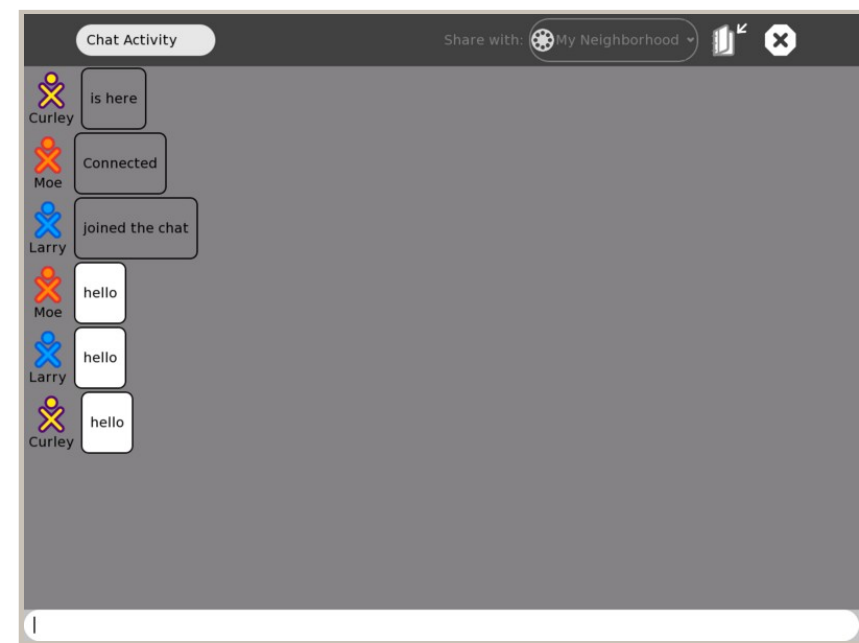 Chat Activity
Share with: My Neighborhood
is here
Curley
Connected
Moe
joined the chat
Larry
hello
Moe
hello
Larry
hello
Curley